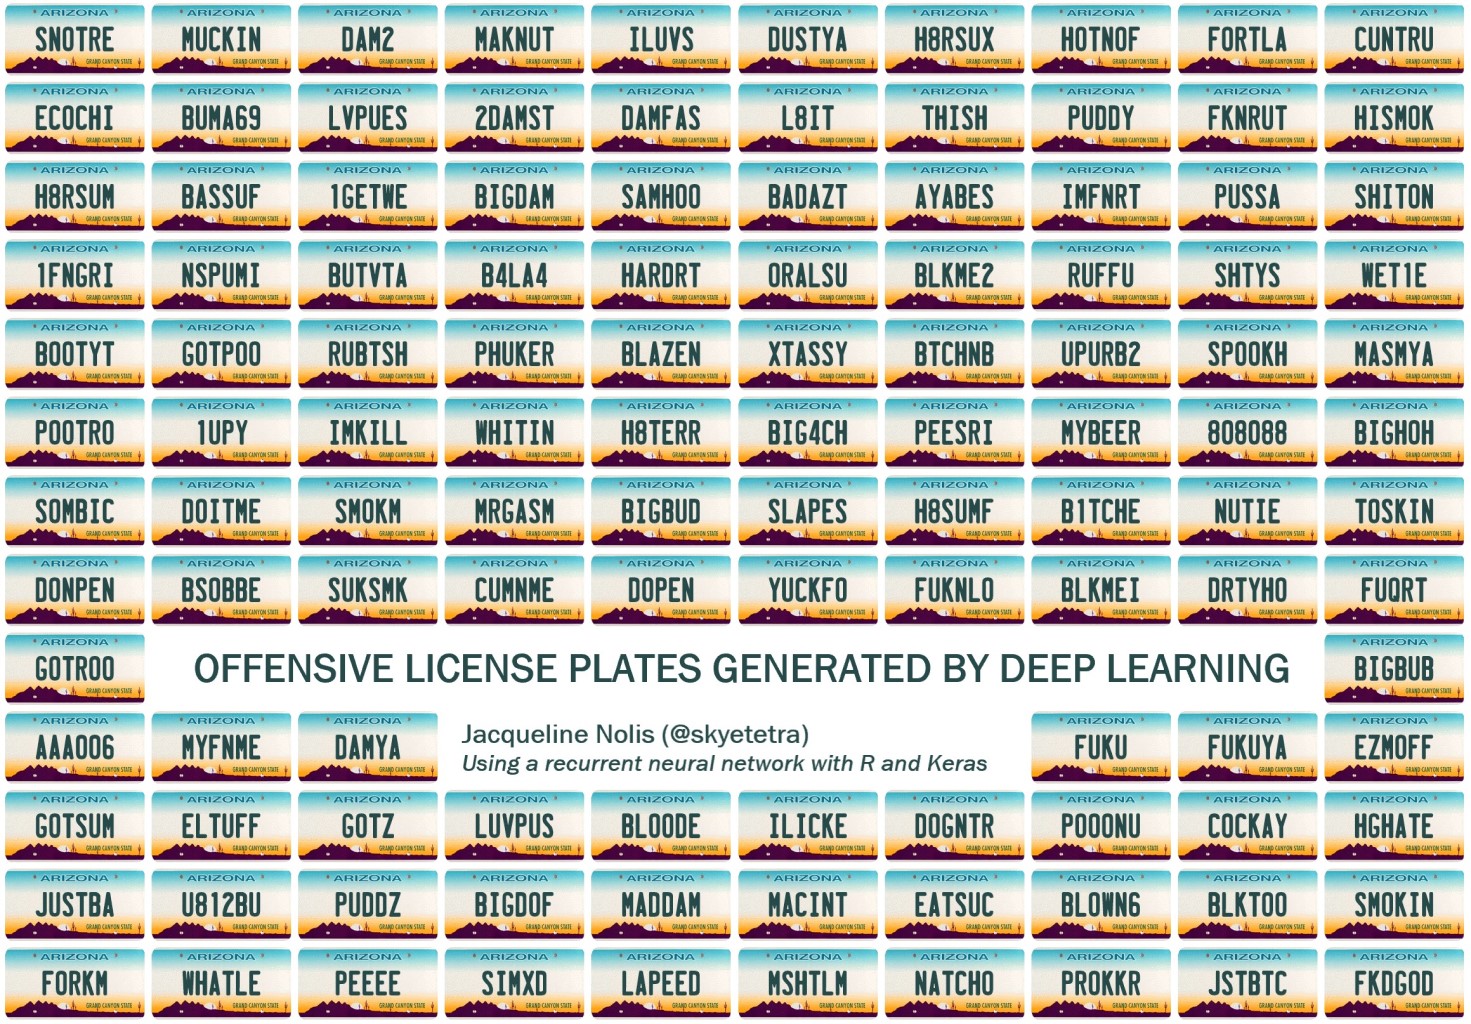 ARIZONA ARIZONA ARIZONA ARIZONA ARIZONA ARIZONA ARIZONA ARIZONA ARIZONA ARIZONA
SNOTRE MUCKIN DAM2 MAKNUT ILUVS DUSTYA H8RSUX HOTNOF FORTLA CUNTRU
GRAND CANYON STATE GRAND CANYON STATE GRAND CANYON STATE GRAND CANYON STATE GRAND CANYON STATE GRAND CANYON STATE GRAND CANYON STATE GRAND CANYON STATE GRAND CANYON STATE GRAND CANYON STATE
ARIZONA ARIZONA ARIZONA ARIZONA ARIZONA ARIZONA ARIZONA ARIZONA ARIZONA ARIZONA
ECOCHI BUMA69 LVPUES 2DAMST DAMFAS L8IT THISH PUDDY FKNRUT HISMOK
GRAND CANYON STATE GRAND CANYON STATE GRAND CANYON STATE GRAND CANYON STATE GRAND CANYON STATE GRAND CANYON STATE GRAND CANYON STATE GRAND CANYON STATE GRAND CANYON STATE GRAND CANYON STATE
ARIZONA ARIZONA ARIZONA ARIZONA ARIZONA ARIZONA ARIZONA ARIZONA ARIZONA ARIZONA
H8RSUM BASSUF 1GETWE BIGDAM SAMHOO BADAZT AYABES IMFNRT PUSSA SHITON
GRAND CANYON STATE GRAND CANYON STATE GRAND CANYON STATE GRAND CANYON STATE GRAND CANYON STATE GRAND CANYON STATE GRAND CANYON STATE GRAND CANYON STATE GRAND CANYON STATE GRAND CANYON STATE
ARIZONA ARIZONA ARIZONA ARIZONA ARIZONA ARIZONA ARIZONA ARIZONA ARIZONA ARIZONA
1FNGRI NSPUMI BUTVTA B4LA4 HARDRT ORALSU BLKME2 RUFFU SHTYS WET1E
GRAND CANYON STATE GRAND CANYON STATE GRAND CANYON STATE GRAND CANYON STATE GRAND CANYON STATE GRAND CANYON STATE GRAND CANYON STATE GRAND CANYON STATE GRAND CANYON STATE GRAND CANYON STATE
ARIZONA ARIZONA ARIZONA ARIZONA ARIZONA ARIZONA ARIZONA ARIZONA ARIZONA ARIZONA
BOOTYT GOTPOO RUBTSH PHUKER BLAZEN XTASSY BTCHNB UPURB2 SPOOKH MASMYA
GRAND CANYON STATE GRAND CANYON STATE GRAND CANYON STATE GRAND CANYON STATE GRAND CANYON STATE GRAND CANYON STATE GRAND CANYON STATE GRAND CANYON STATE GRAND CANYON STATE GRAND CANYON STATE
ARIZONA ARIZONA ARIZONA ARIZONA ARIZONA ARIZONA ARIZONA ARIZONA ARIZONA ARIZONA
POOTRO 1UPY IMKILL WHITIN H8TERR BIG4CH PEESRI MYBEER 808088 BIGHOH
GRAND CANYON STATE GRAND CANYON STATE GRAND CANYON STATE GRAND CANYON STATE GRAND CANYON STATE GRAND CANYON STATE GRAND CANYON STATE GRAND CANYON STATE GRAND CANYON STATE GRAND CANYON STATE
ARIZONA ARIZONA ARIZONA ARIZONA ARIZONA ARIZONA ARIZONA ARIZONA ARIZONA ARIZONA
SOMBIC DOITME SMOKM MRGASM BIGBUD SLAPES H8SUMF B1TCHE NUTIE TOSKIN
GRAND CANYON STATE GRAND CANYON STATE GRAND CANYON STATE GRAND CANYON STATE GRAND CANYON STATE GRAND CANYON STATE GRAND CANYON STATE GRAND CANYON STATE GRAND CANYON STATE GRAND CANYON STATE
ARIZONA ARIZONA ARIZONA ARIZONA ARIZONA ARIZONA ARIZONA ARIZONA ARIZONA ARIZONA
DONPEN BSOBBE SUKSMK CUMNME DOPEN YUCKFO FUKNLO BLKMEI DRTYHO FUQRT
GRAND CANYON STATE GRAND CANYON STATE GRAND CANYON STATE GRAND CANYON STATE GRAND CANYON STATE GRAND CANYON STATE GRAND CANYON STATE GRAND CANYON STATE GRAND CANYON STATE GRAND CANYON STATE
ARIZONA ARIZONA
GOTROO OFFENSIVE LICENSE PLATES GENERATED BY DEEP LEARNING BIGBUB
GRAND CANYON STATE GRAND CANYON STATE
ARIZONA ARIZONA ARIZONA ARIZONA ARIZONA ARIZONA
AAAOO6 MYFNME DAMYA Jacqueline Nolis (@skyetetra) FUKU FUKUYA EZMOFF
GRAND CANYON STATE GRAND CANYON STATE GRAND CANYON STATE Using a recurrent neural network with R and Keras GRAND CANYON STATE GRAND CANYON STATE GRAND CANYON STATE
ARIZONA ARIZONA ARIZONA ARIZONA ARIZONA ARIZONA ARIZONA ARIZONA ARIZONA ARIZONA
GOTSUM ELTUFF GOTZ LUVPUS BLOODE ILICKE DOGNTR POOONU COCKAY HGHATE
GRAND CANYON STATE GRAND CANYON STATE GRAND CANYON STATE GRAND CANYON STATE GRAND CANYON STATE GRAND CANYON STATE GRAND CANYON STATE GRAND CANYON STATE GRAND CANYON STATE GRAND CANYON STATE
ARIZONA ARIZONA ARIZONA ARIZONA ARIZONA ARIZONA ARIZONA ARIZONA ARIZONA ARIZONA
JUSTBA U812BU PUDDZ BIGDOF MADDAM MACINT EATSUC BLOWN6 BLKTOO SMOKIN
GRAND CANYON STATE GRAND CANYON STATE GRAND CANYON STATE GRAND CANYON STATE GRAND CANYON STATE GRAND CANYON STATE GRAND CANYON STATE GRAND CANYON STATE GRAND CANYON STATE GRAND CANYON STATE
ARIZONA ARIZONA ARIZONA ARIZONA ARIZONA ARIZONA ARIZONA ARIZONA ARIZONA ARIZONA
FORKM WHATLE PEEEE SIMXD LAPEED MSHTLM NATCHO PROKKR JSTBTC FKDGOD
GRAND CANYON STATE GRAND CANYON STATE GRAND CANYON STATE GRAND CANYON STATE GRAND CANYON STATE GRAND CANYON STATE GRAND CANYON STATE GRAND CANYON STATE GRAND CANYON STATE GRAND CANYON STATE